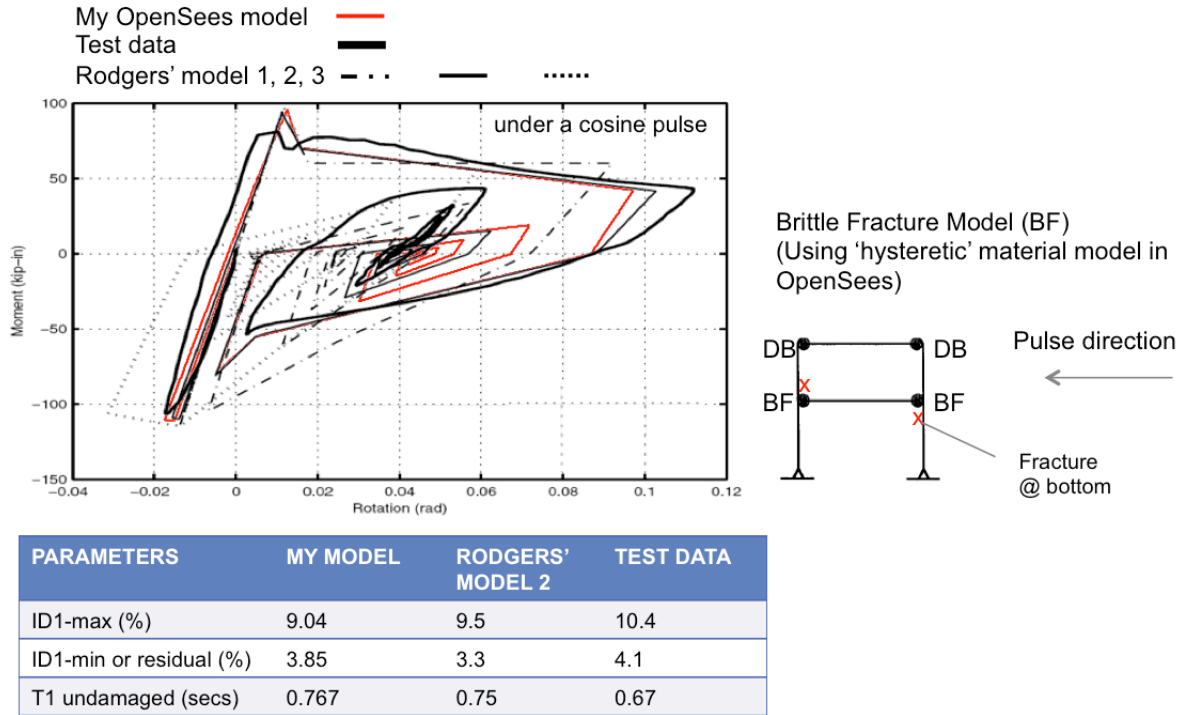 My OpenSees model
Test data
Rodgers’ model 1, 2, 3
under a cosine pulse
100
50
0
−50
−100
−150
Moment (kip−in)
−0.04 −0.02 0 0.02 0.04 0.06 0.08 0.1 0.12
Rotation (rad)
Brittle Fracture Model (BF)
(Using ‘hysteretic’ material model in
OpenSees)
DB DB
Pulse direction
x
BF BF
x
Fracture
@ bottom
PARAMETERS MY MODEL RODGERS’ MODEL 2 TEST DATA
ID1-max (%) 9.04 9.5 10.4
ID1-min or residual (%) 3.85 3.3 4.1
T1 undamaged (secs) 0.767 0.75 0.67